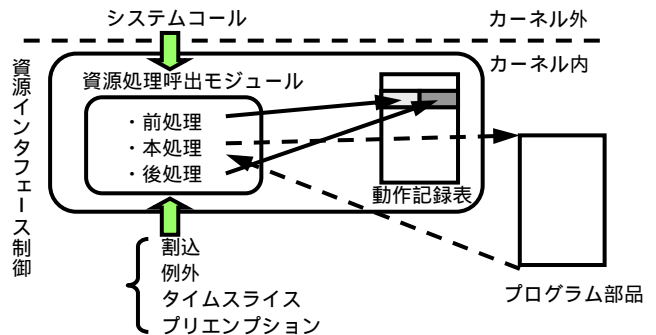 システムコール
カーネル外
カーネル内
資源インタフェース制御
資源処理呼出モジュール
・前処理
・本処理
・後処理
動作記録表
割込
例外
タイムスライス
プリエンプション
プログラム部品